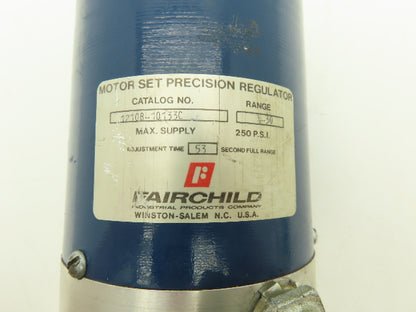 MOTOR SET PRECISION REGULATOR
CATALOG NO. RANGE
MAX. SUPPLY 250 P.S.I.
ADJUSTMENT TIME 53 SECOND FULL RANGE
FAIRCHILD
INDUSTRIAL PRODUCTS COMPANY
WINSTON-SALEM N.C. U.S.A.